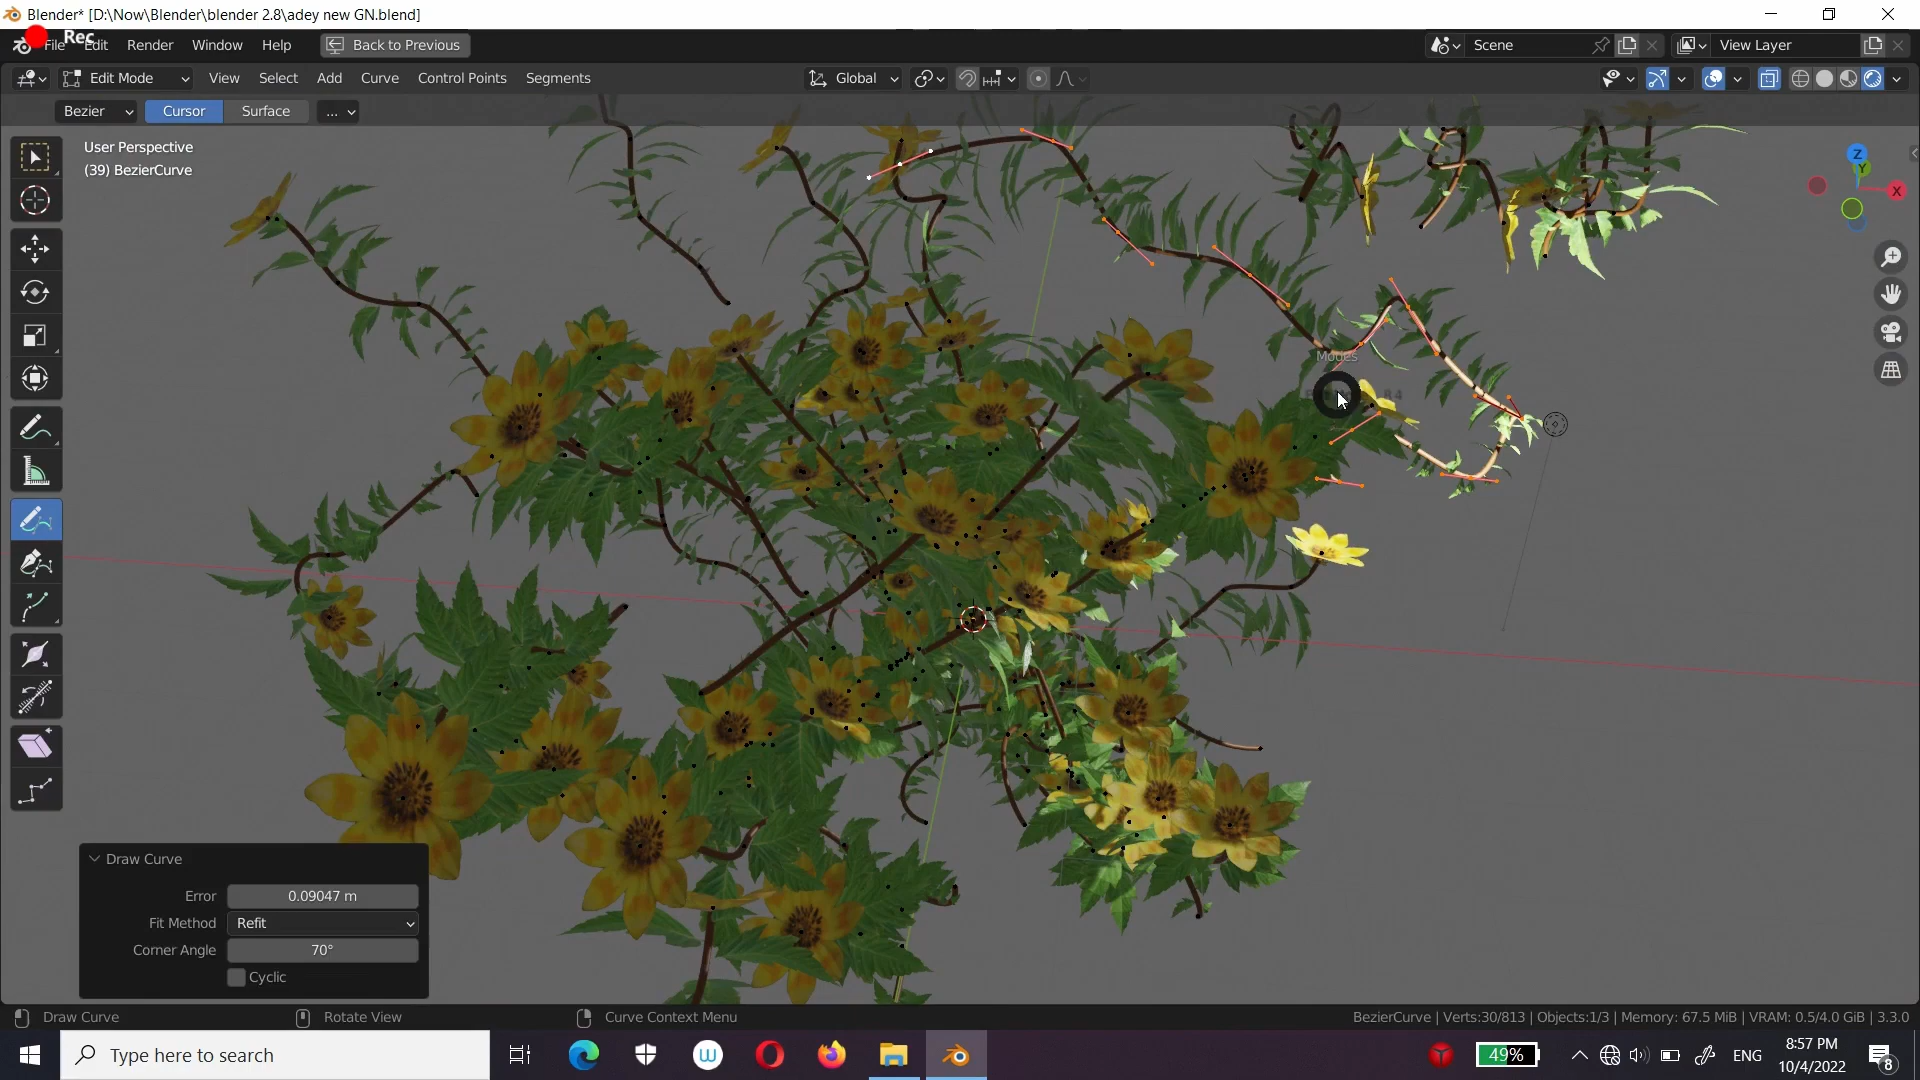 Blender* [D:\Now\Blender\blender 2.8\adey new GN.blend]
Rec
File Edit Render Window Help Back to Previous Scene View Layer
Edit Mode View Select Add Curve Control Points Segments Global
Bezier Cursor Surface ...
User Perspective
(39) BezierCurve
Z
Y
X
Modes
Draw Curve
Error 0.09047 m
Fit Method Refit
Corner Angle 70°
Cyclic
Draw Curve Rotate View Curve Context Menu BezierCurve | Verts:30/813 | Objects:1/3 | Memory: 67.5 MiB | VRAM: 0.5/4.0 GiB | 3.3.0
Type here to search 49% ENG 8:57 PM
10/4/2022
8